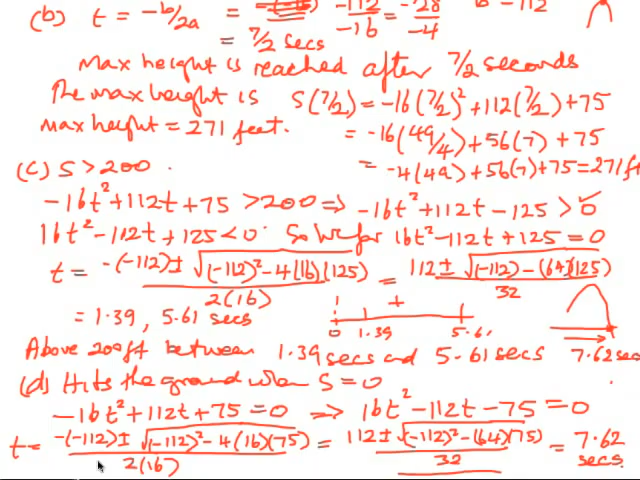 (b) t = -b/2a = -112/-16 = -28/-4
= 7/2 secs
Max height is reached after 7/2 seconds
The max height is S(7/2) = -16(7/2)² + 112(7/2) + 75
max height = 271 feet. = -16(49/4) + 56(7) + 75
(c) S > 200. = -4(49) + 56(7) + 75 = 271 ft
-16t² + 112t + 75 > 200 ⇒ -16t² + 112t - 125 > 0
16t² - 112t + 125 < 0. Solve for 16t² - 112t + 125 = 0
t = -(-112) ± √(-112)² - 4(16)(125) / 2(16) = 112 ± √(-112) - (64)(125) / 32
= 1.39, 5.61 secs
+
0 1.39 5.61
Above 200ft between 1.39 secs and 5.61 secs 7.62 sec
(d) Hits the ground when S = 0
-16t² + 112t + 75 = 0 ⇒ 16t² - 112t - 75 = 0
t = -(-112) ± √(-112)² - 4(16)(75) / 2(16) = 112 ± √(-112)² - (64)(75) / 32 = 7.62 secs.